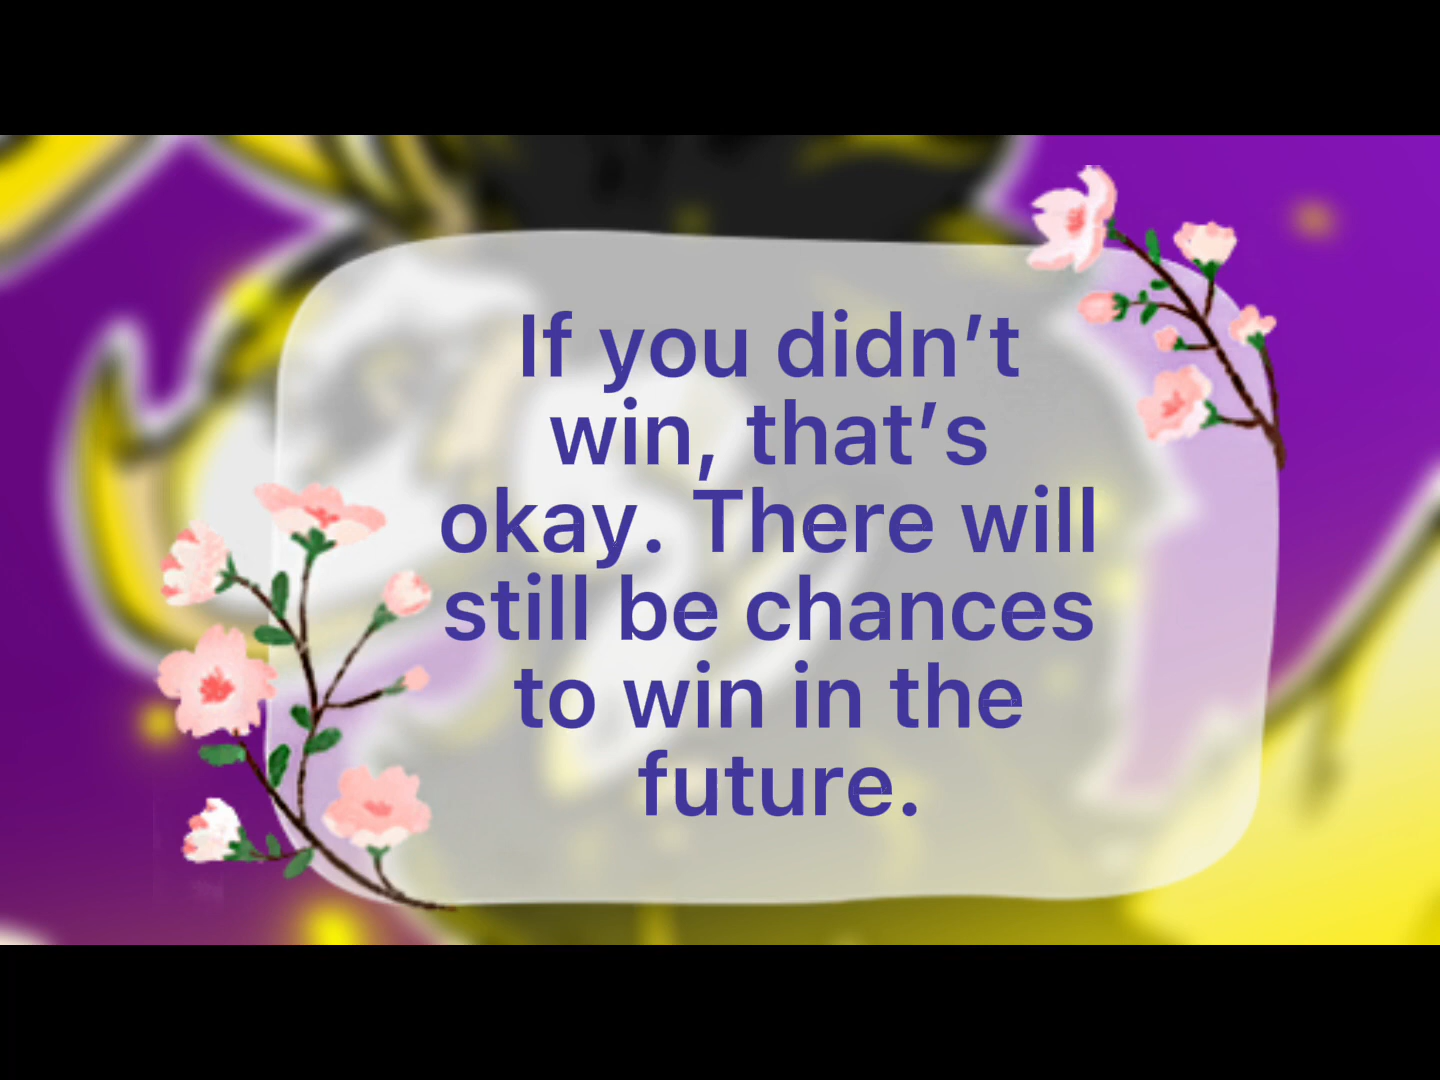 If you didn’t
win, that’s
okay. There will
still be chances
to win in the
future.